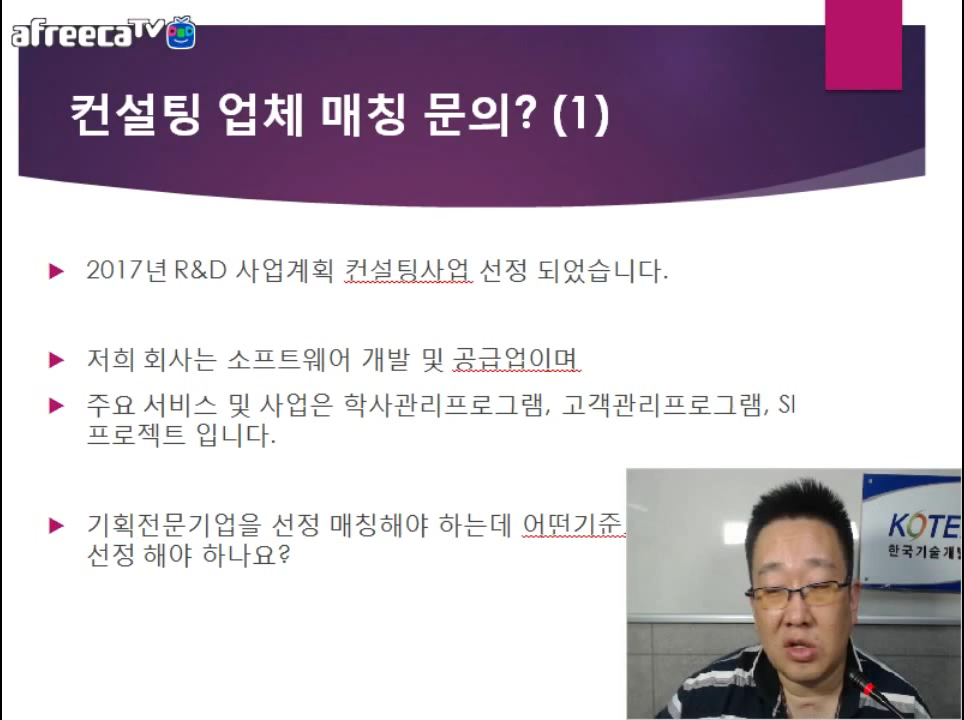 afreecaTV
컨설팅 업체 매칭 문의? (1)
2017년 R&D 사업계획 컨설팅사업 선정 되었습니다.
저희 회사는 소프트웨어 개발 및 공급업이며
주요 서비스 및 사업은 학사관리프로그램, 고객관리프로그램, SI
프로젝트 입니다.
기획전문기업을 선정 매칭해야 하는데 어떤기준
선정 해야 하나요?
KOTE
한국기술개